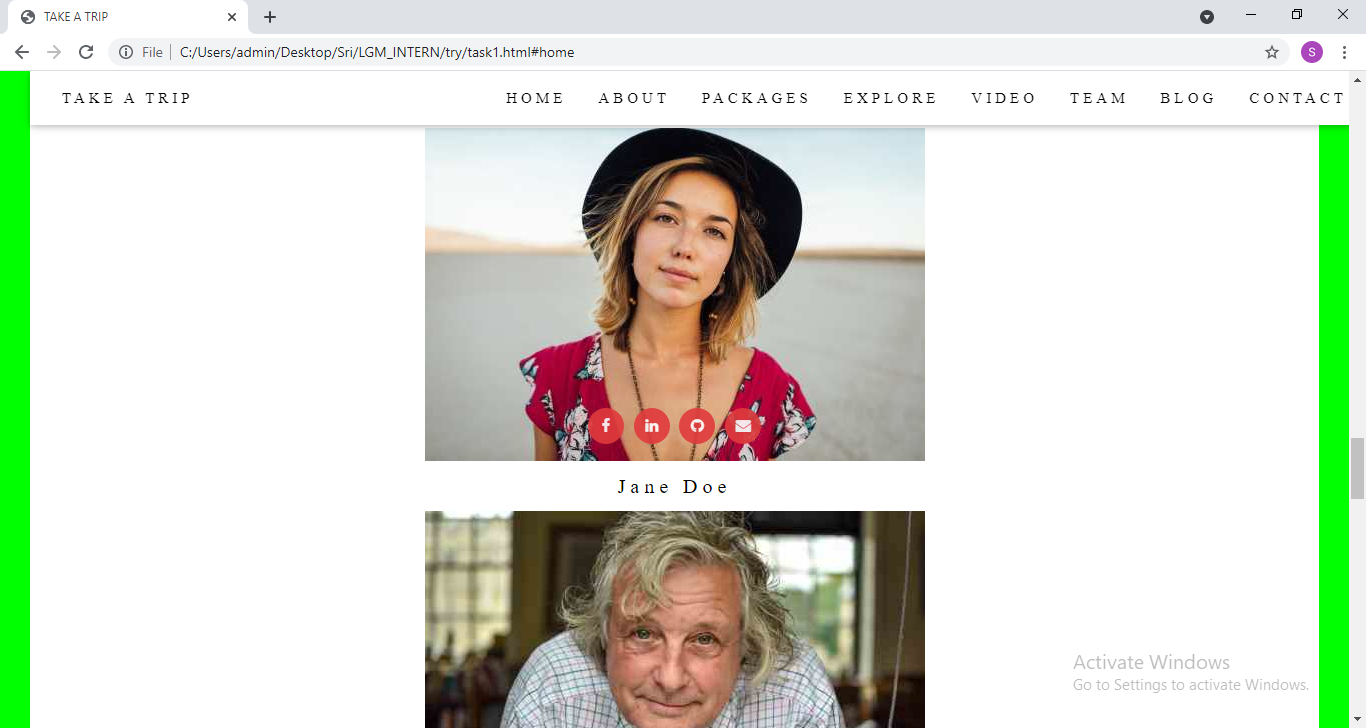 TAKE A TRIP
File
C:/Users/admin/Desktop/Sri/LGM_INTERN/try/task1.html#home
S
TAKE A TRIP
HOME ABOUT PACKAGES EXPLORE VIDEO TEAM BLOG CONTACT
f in
Jane Doe
Activate Windows
Go to Settings to activate Windows.